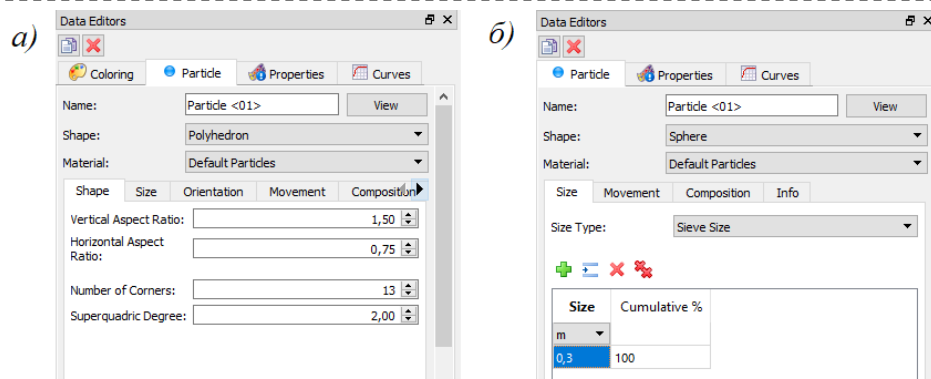 а)
Data Editors
Coloring Particle Properties Curves
Name: Particle <01> View
Shape: Polyhedron
Material: Default Particles
Shape Size Orientation Movement Composition
Vertical Aspect Ratio: 1,50
Horizontal Aspect
Ratio: 0,75
Number of Corners: 13
Superquadric Degree: 2,00
б)
Data Editors
Particle Properties Curves
Name: Particle <01> View
Shape: Sphere
Material: Default Particles
Size Movement Composition Info
Size Type: Sieve Size
Size Cumulative %
m
0,3 100